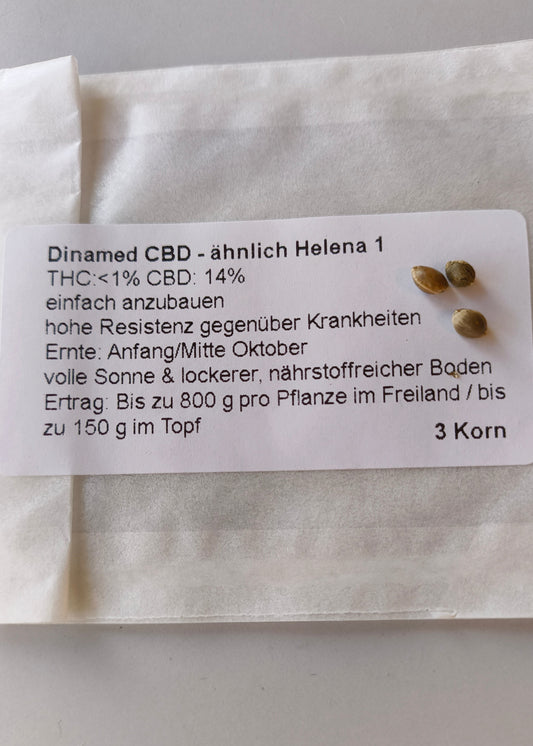 Dinamed CBD - ähnlich Helena 1
THC:<1% CBD: 14%
einfach anzubauen
hohe Resistenz gegenüber Krankheiten
Ernte: Anfang/Mitte Oktober
volle Sonne & lockerer, nährstoffreicher Boden
Ertrag: Bis zu 800 g pro Pflanze im Freiland / bis
zu 150 g im Topf
3 Korn